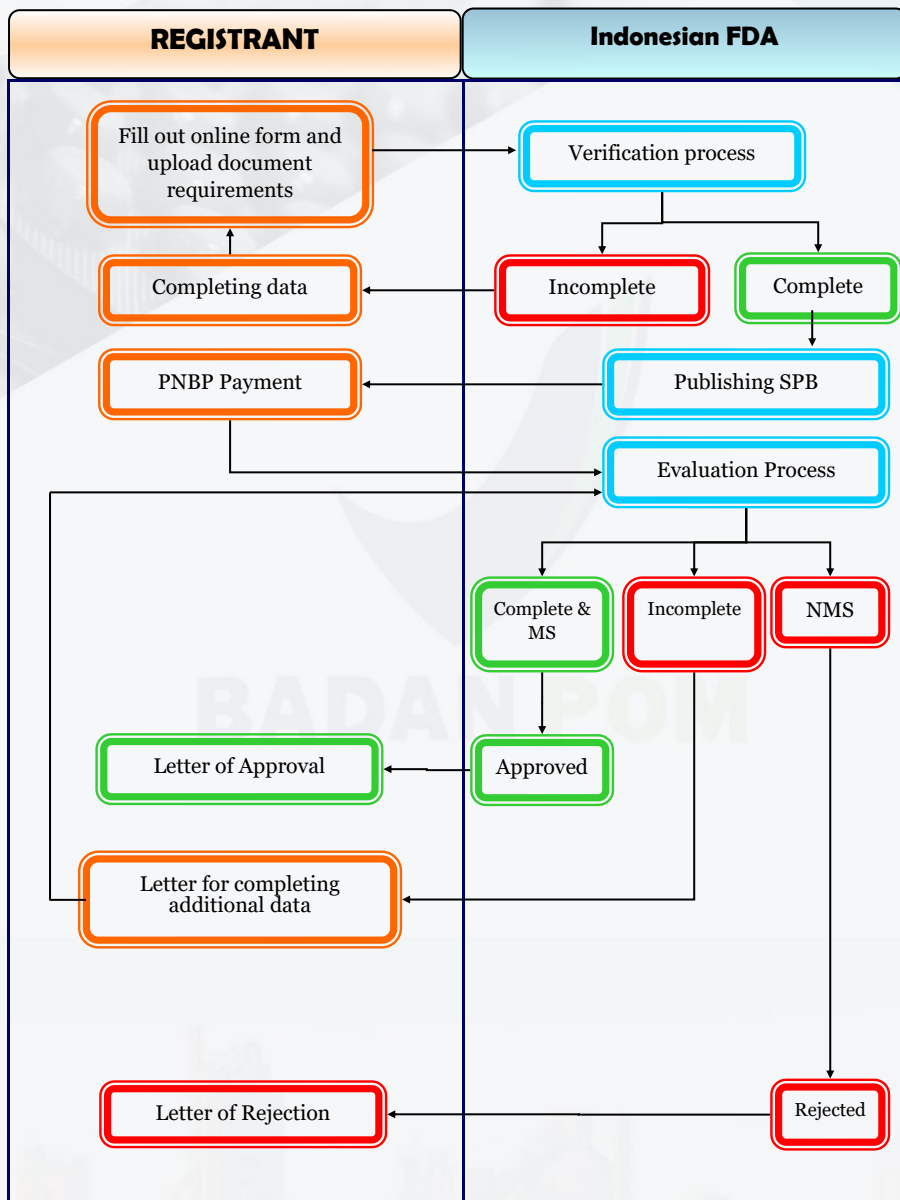 REGISTRANT
Indonesian FDA
Fill out online form and
upload document
requirements
Verification process
Completing data
Incomplete
Complete
PNBP Payment
Publishing SPB
Evaluation Process
Complete &
MS
Incomplete
NMS
BADAN POM
Letter of Approval
Approved
Letter for completing
additional data
Letter of Rejection
Rejected